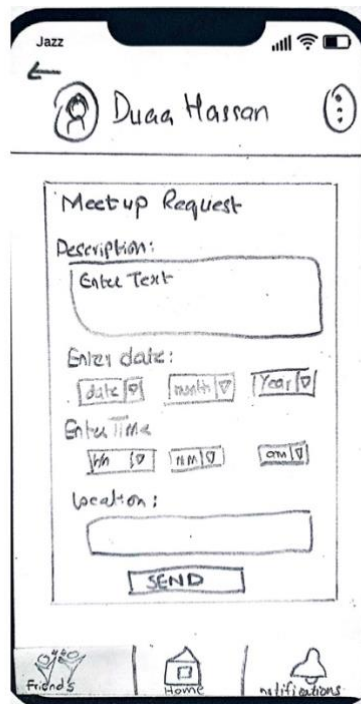 Jazz
Duaa Hassan
Meetup Request
Description:
Enter Text
Enter date:
date month Year
Enter Time
hh MM am
Location:
SEND
Friends Home notifications